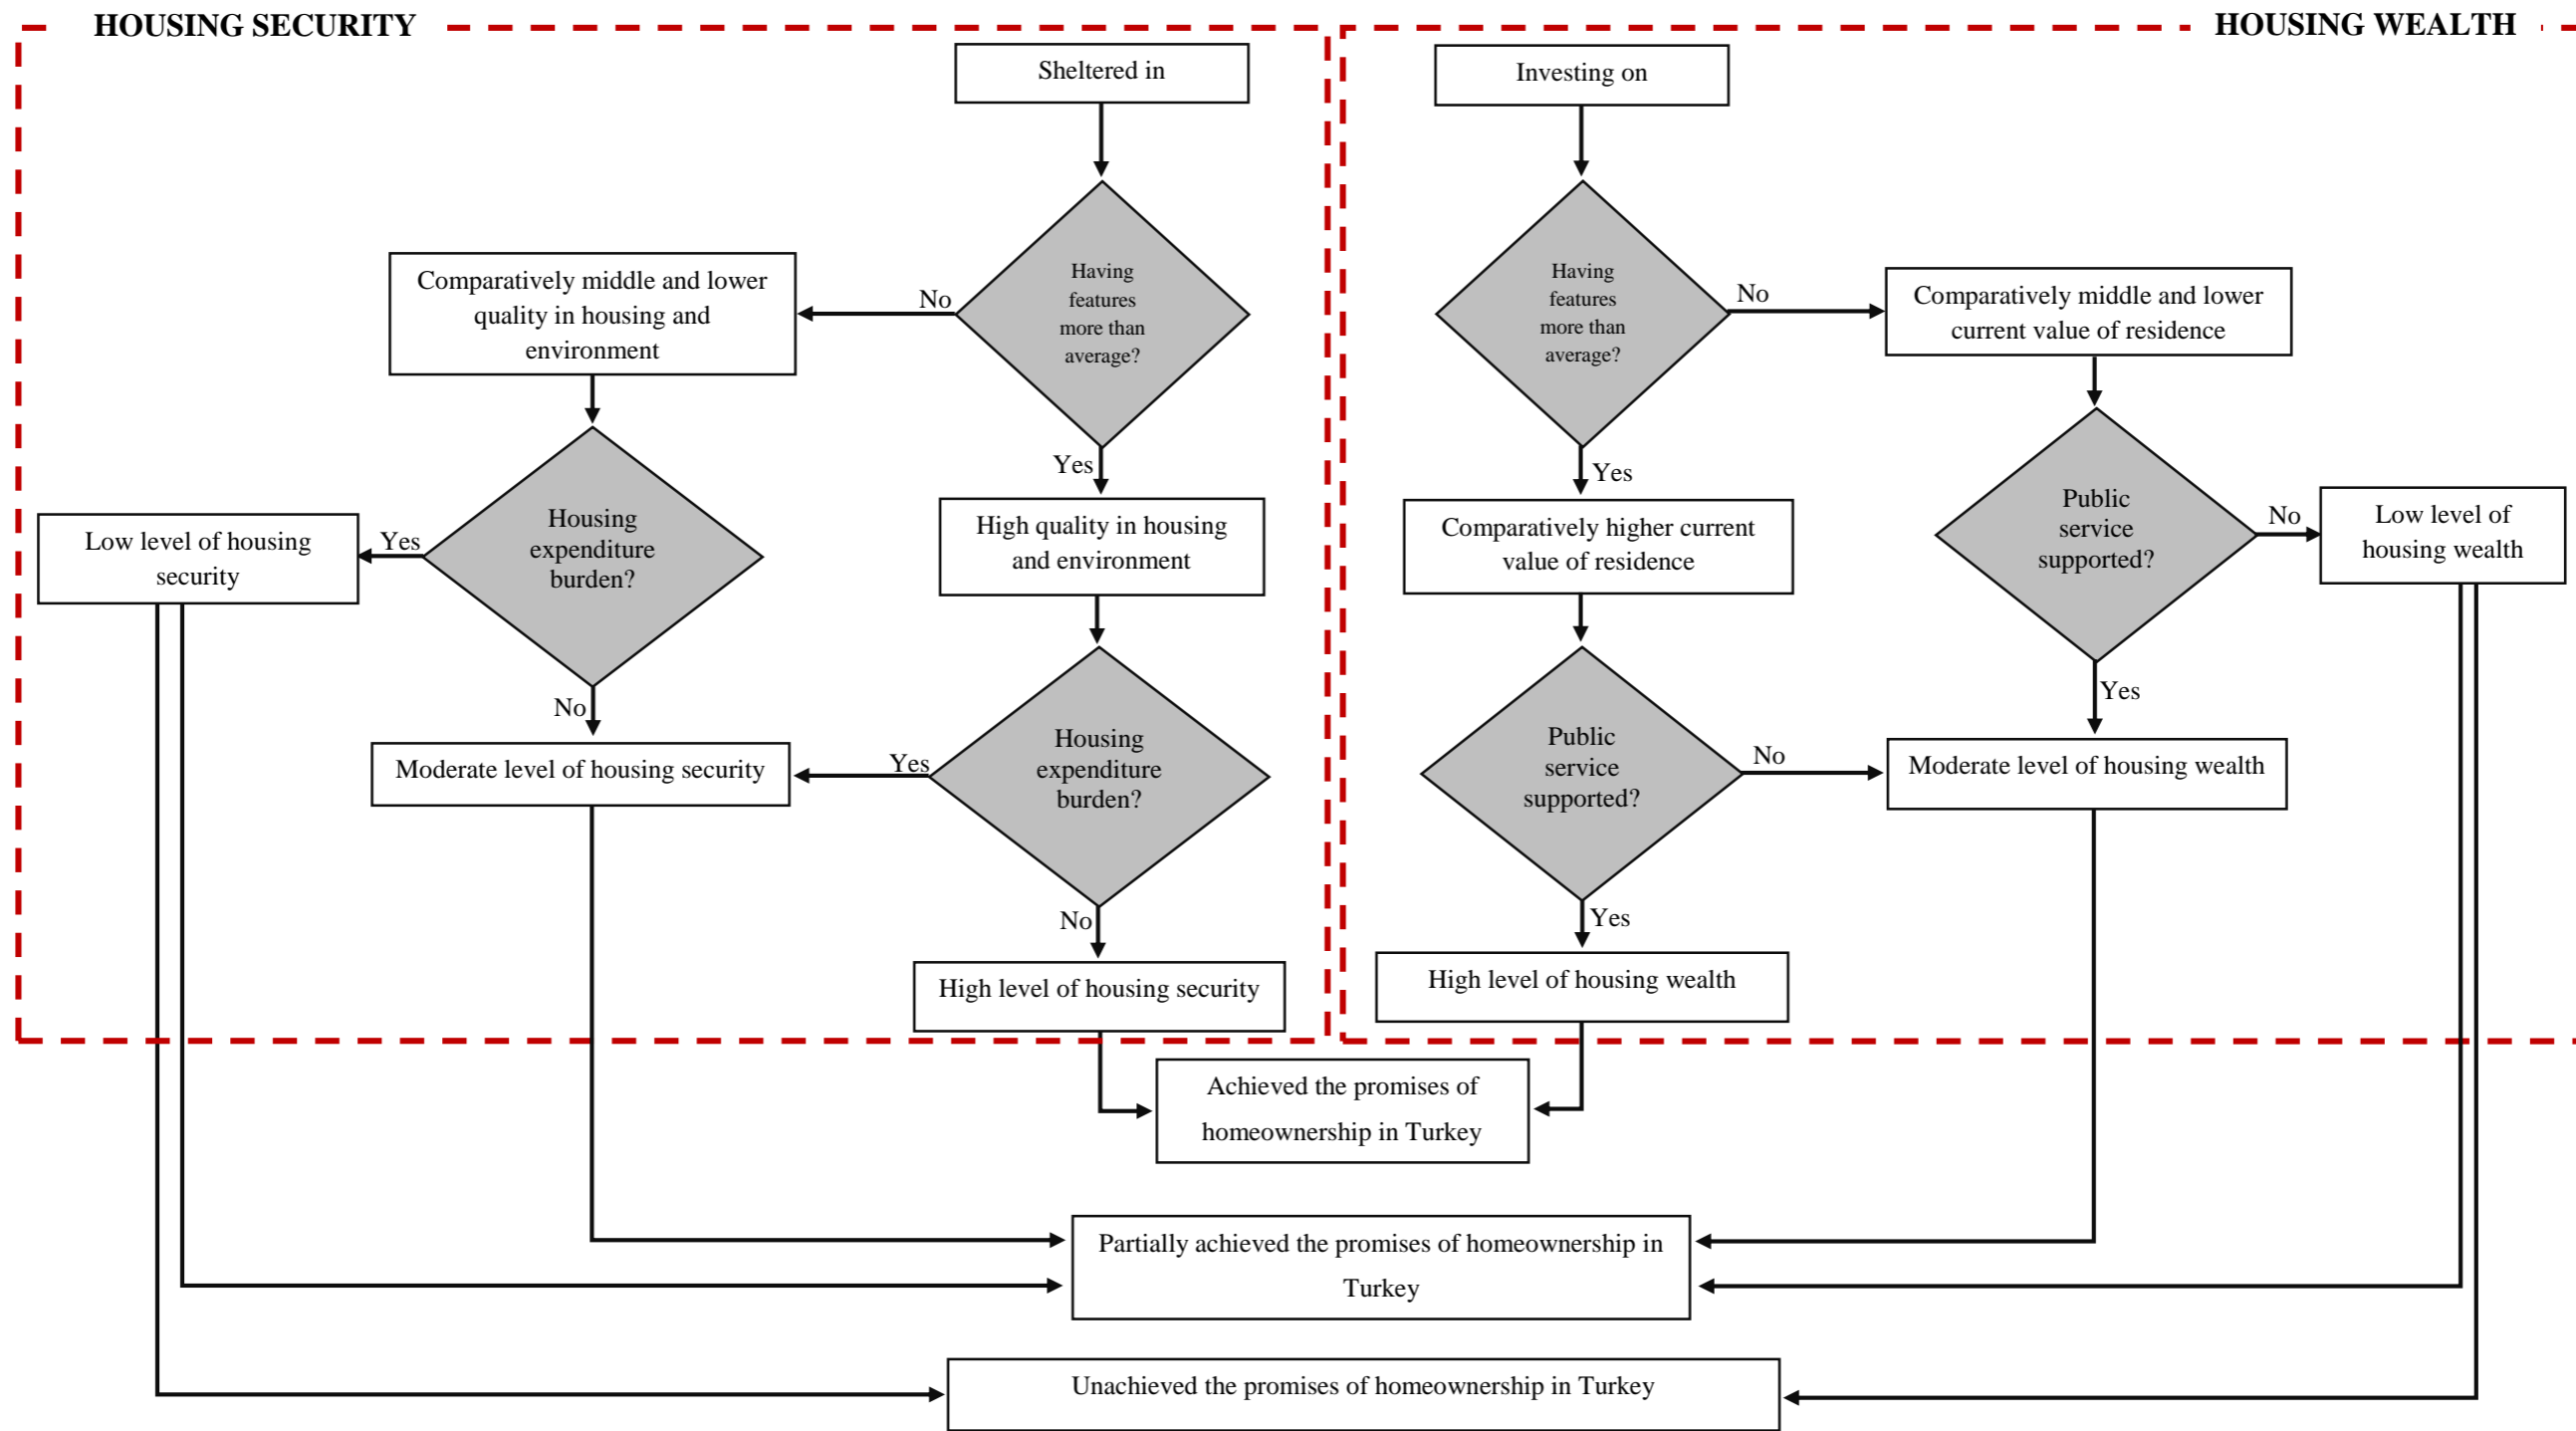 HOUSING SECURITY
HOUSING WEALTH
Sheltered in
Investing on
Having
features
more than
average?
No
Comparatively middle and lower
quality in housing and
environment
Yes
High quality in housing
and environment
Housing
expenditure
burden?
Yes
Low level of housing
security
No
Moderate level of housing security
Housing
expenditure
burden?
Yes
No
High level of housing security
Having
features
more than
average?
No
Comparatively middle and lower
current value of residence
Yes
Comparatively higher current
value of residence
Public
service
supported?
No
Low level of
housing wealth
Yes
Moderate level of housing wealth
Public
service
supported?
No
Yes
High level of housing wealth
Achieved the promises of
homeownership in Turkey
Partially achieved the promises of homeownership in
Turkey
Unachieved the promises of homeownership in Turkey